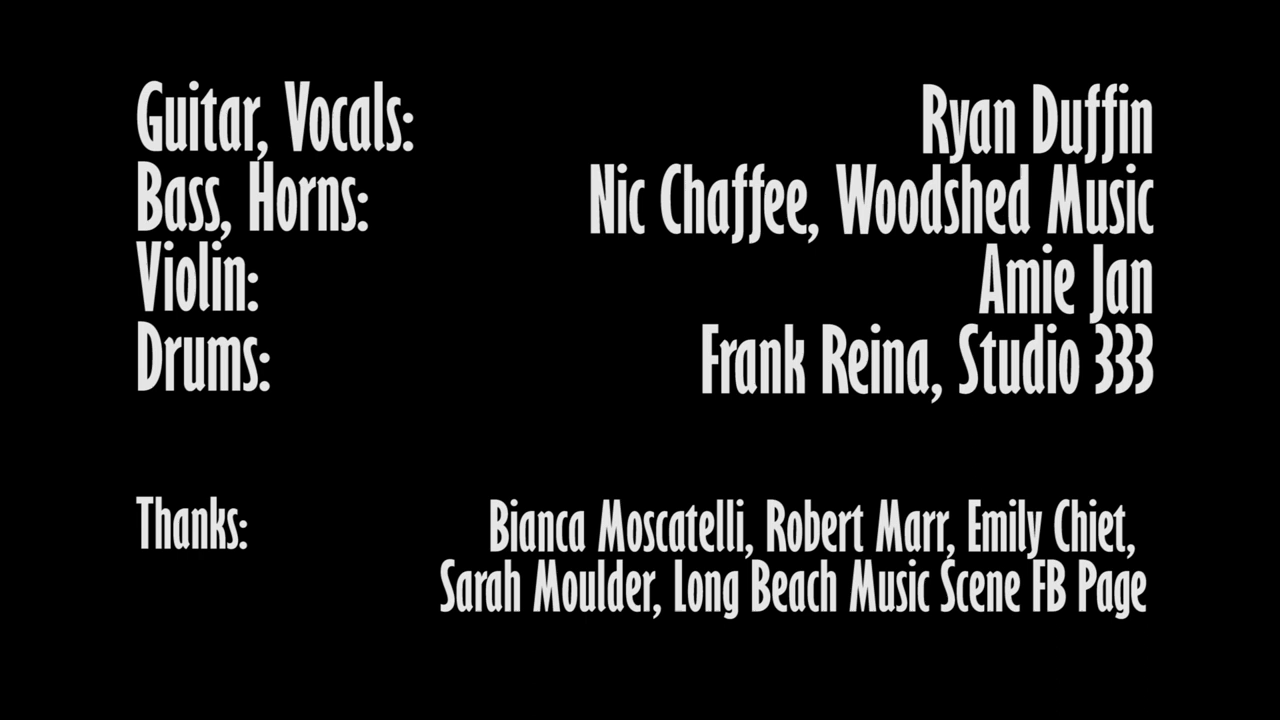 Guitar, Vocals: Ryan Duffin
Bass, Horns: Nic Chaffee, Woodshed Music
Violin: Amie Jan
Drums: Frank Reina, Studio 333
Thanks: Bianca Moscatelli, Robert Marr, Emily Chiet,
Sarah Moulder, Long Beach Music Scene FB Page